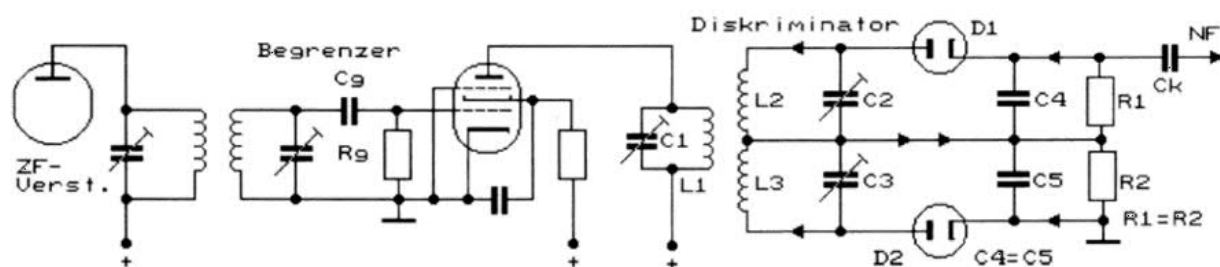 Diskriminator
D1
NF
Begrenzer
Cg
Ck
L2
C2
C4
R1
C1
Rg
ZF-
Verst.
L1
L3
C3
C5
R2
R1=R2
D2
C4=C5
+
+
+